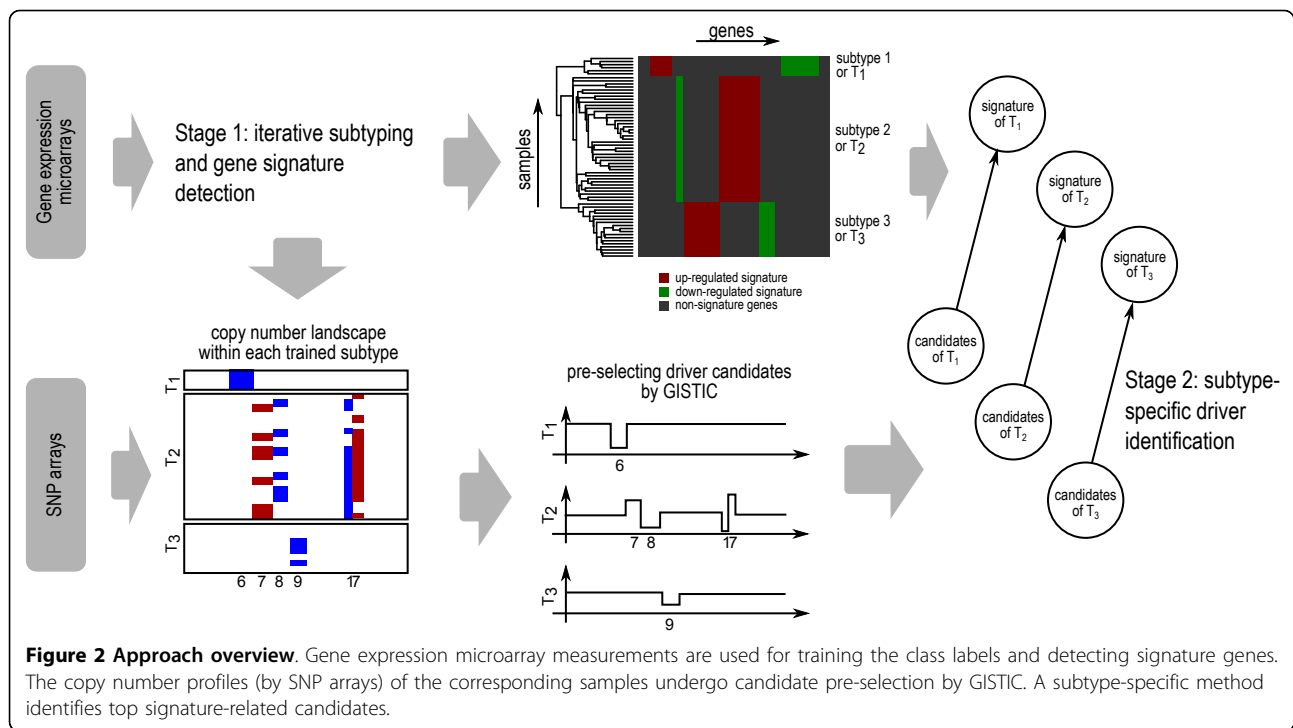 Gene expression
microarrays
Stage 1: iterative subtyping
and gene signature
detection
genes
samples
subtype 1
or T1
subtype 2
or T2
subtype 3
or T3
up-regulated signature
down-regulated signature
non-signature genes
signature
of T1
signature
of T2
signature
of T3
candidates
of T1
candidates
of T2
candidates
of T3
Stage 2: subtype-
specific driver
identification
SNP arrays
copy number landscape
within each trained subtype
T1
T2
T3
6 7 8 9 17
pre-selecting driver candidates
by GISTIC
T1
6
T2
7 8 17
T3
9
Figure 2 Approach overview. Gene expression microarray measurements are used for training the class labels and detecting signature genes.
The copy number profiles (by SNP arrays) of the corresponding samples undergo candidate pre-selection by GISTIC. A subtype-specific method
identifies top signature-related candidates.